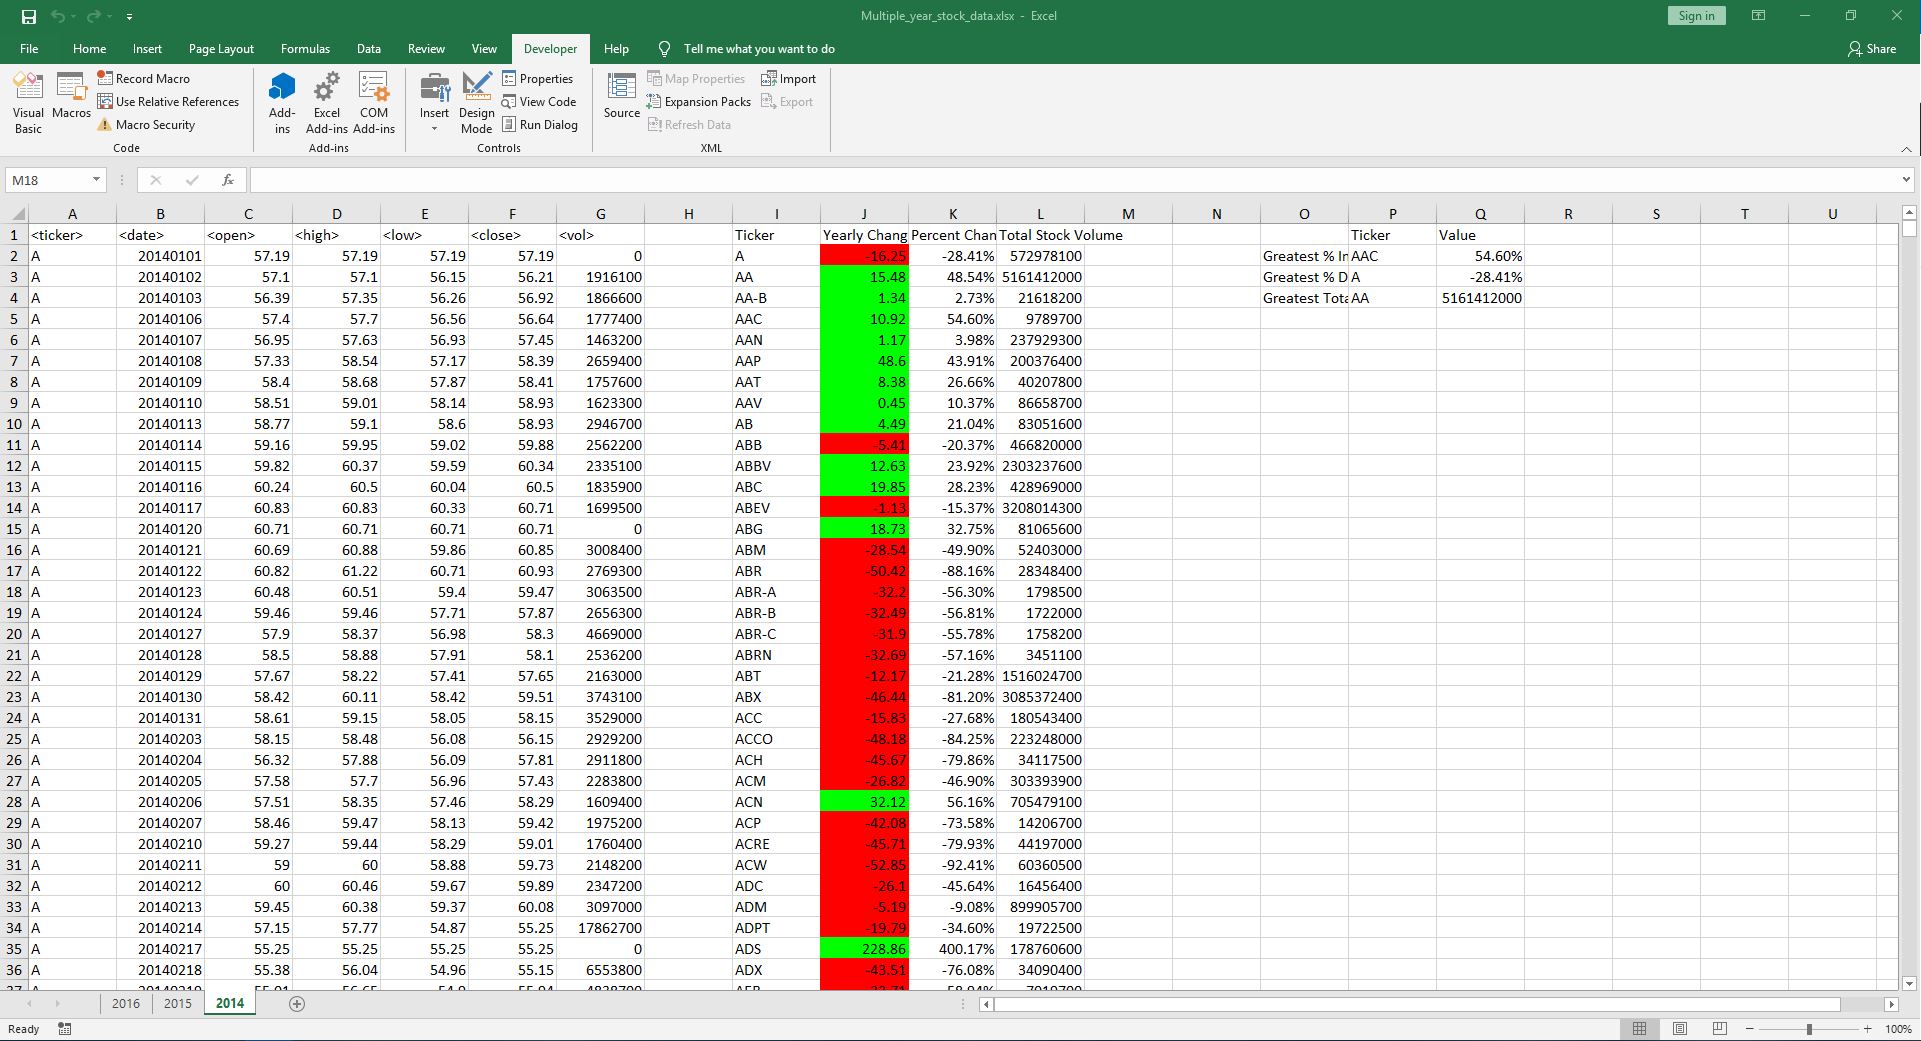 Multiple_year_stock_data.xlsx - Excel
Sign in
File Home Insert Page Layout Formulas Data Review View Developer Help Tell me what you want to do Share
Visual Basic
Macros
Record Macro
Use Relative References
Macro Security
Code
Add-ins
Excel Add-ins
COM Add-ins
Add-ins
Insert
Design Mode
Properties
View Code
Run Dialog
Controls
Source
Map Properties
Expansion Packs
Refresh Data
Import
Export
XML
M18
fx
A B C D E F G H I J K L M N O P Q R S T U
1 <ticker> <date> <open> <high> <low> <close> <vol> Ticker Yearly Chang Percent Chan Total Stock Volume Ticker Value
2 A 20140101 57.19 57.19 57.19 57.19 0 A -16.25 -28.41% 572978100 Greatest % In AAC 54.60%
3 A 20140102 57.1 57.1 56.15 56.21 1916100 AA 15.48 48.54% 5161412000 Greatest % D A -28.41%
4 A 20140103 56.39 57.35 56.26 56.92 1866600 AA-B 1.34 2.73% 21618200 Greatest Tota AA 5161412000
5 A 20140106 57.4 57.7 56.56 56.64 1777400 AAC 10.92 54.60% 9789700
6 A 20140107 56.95 57.63 56.93 57.45 1463200 AAN 1.17 3.98% 237929300
7 A 20140108 57.33 58.54 57.17 58.39 2659400 AAP 48.6 43.91% 200376400
8 A 20140109 58.4 58.68 57.87 58.41 1757600 AAT 8.38 26.66% 40207800
9 A 20140110 58.51 59.01 58.14 58.93 1623300 AAV 0.45 10.37% 86658700
10 A 20140113 58.77 59.1 58.6 58.93 2946700 AB 4.49 21.04% 83051600
11 A 20140114 59.16 59.95 59.02 59.88 2562200 ABB -5.41 -20.37% 466820000
12 A 20140115 59.82 60.37 59.59 60.34 2335100 ABBV 12.63 23.92% 2303237600
13 A 20140116 60.24 60.5 60.04 60.5 1835900 ABC 19.85 28.23% 428969000
14 A 20140117 60.83 60.83 60.33 60.71 1699500 ABEV -1.13 -15.37% 3208014300
15 A 20140120 60.71 60.71 60.71 60.71 0 ABG 18.73 32.75% 81065600
16 A 20140121 60.69 60.88 59.86 60.85 3008400 ABM -28.54 -49.90% 52403000
17 A 20140122 60.82 61.22 60.71 60.93 2769300 ABR -50.42 -88.16% 28348400
18 A 20140123 60.48 60.51 59.4 59.47 3063500 ABR-A -32.2 -56.30% 1798500
19 A 20140124 59.46 59.46 57.71 57.87 2656300 ABR-B -32.49 -56.81% 1722000
20 A 20140127 57.9 58.37 56.98 58.3 4669000 ABR-C -31.9 -55.78% 1758200
21 A 20140128 58.5 58.88 57.91 58.1 2536200 ABRN -32.69 -57.16% 3451100
22 A 20140129 57.67 58.22 57.41 57.65 2163000 ABT -12.17 -21.28% 1516024700
23 A 20140130 58.42 60.11 58.42 59.51 3743100 ABX -46.44 -81.20% 3085372400
24 A 20140131 58.61 59.15 58.05 58.15 3529000 ACC -15.83 -27.68% 180543400
25 A 20140203 58.15 58.48 56.08 56.15 2929200 ACCO -48.18 -84.25% 223248000
26 A 20140204 56.32 57.88 56.09 57.81 2911800 ACH -45.67 -79.86% 34117500
27 A 20140205 57.58 57.7 56.96 57.43 2283800 ACM -26.82 -46.90% 303393900
28 A 20140206 57.51 58.35 57.46 58.29 1609400 ACN 32.12 56.16% 705479100
29 A 20140207 58.46 59.47 58.13 59.42 1975200 ACP -42.08 -73.58% 14206700
30 A 20140210 59.27 59.44 58.29 59.01 1760400 ACRE -45.71 -79.93% 44197000
31 A 20140211 59 60 58.88 59.73 2148200 ACW -52.85 -92.41% 60360500
32 A 20140212 60 60.46 59.67 59.89 2347200 ADC -26.1 -45.64% 16456400
33 A 20140213 59.45 60.38 59.37 60.08 3097000 ADM -5.19 -9.08% 899905700
34 A 20140214 57.15 57.77 54.87 55.25 17862700 ADPT -19.79 -34.60% 19722500
35 A 20140217 55.25 55.25 55.25 55.25 0 ADS 228.86 400.17% 178760600
36 A 20140218 55.38 56.04 54.96 55.15 6553800 ADX -43.51 -76.08% 34090400
2016 2015 2014
Ready 100%